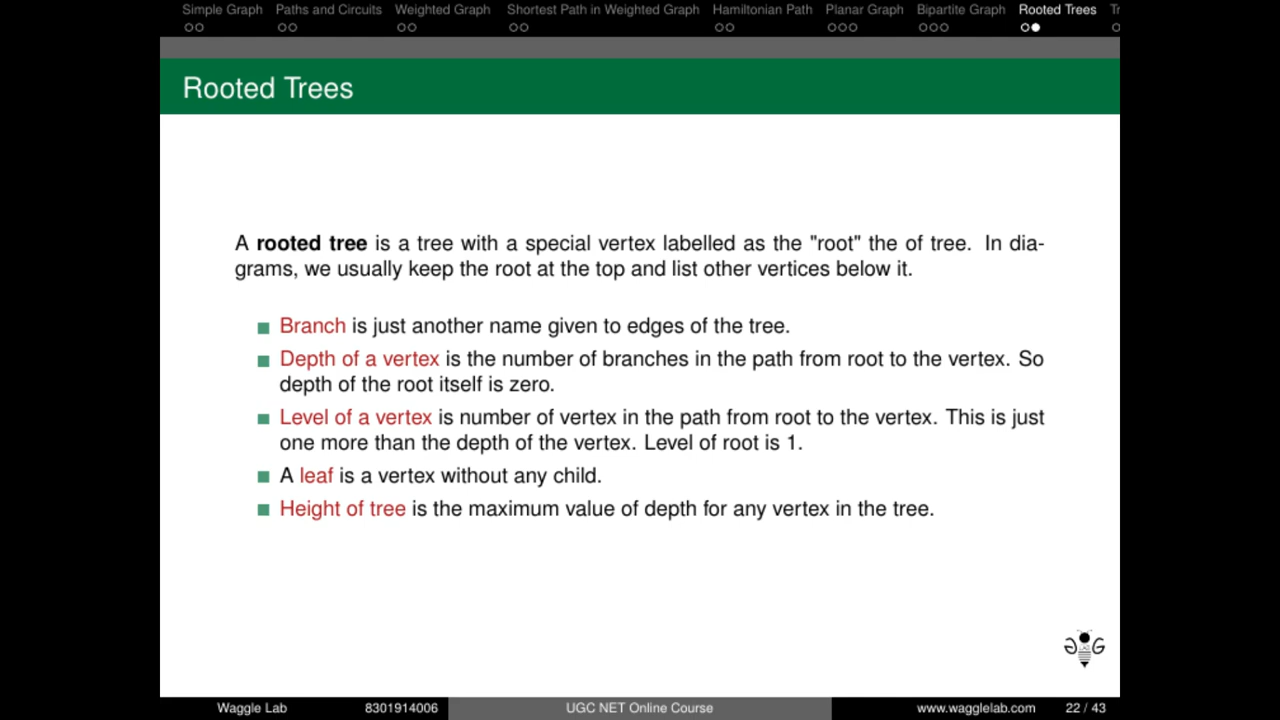 Simple Graph Paths and Circuits Weighted Graph Shortest Path in Weighted Graph Hamiltonian Path Planar Graph Bipartite Graph Rooted Trees Tr
Rooted Trees
A rooted tree is a tree with a special vertex labelled as the "root" the of tree. In dia-
grams, we usually keep the root at the top and list other vertices below it.
Branch is just another name given to edges of the tree.
Depth of a vertex is the number of branches in the path from root to the vertex. So
depth of the root itself is zero.
Level of a vertex is number of vertex in the path from root to the vertex. This is just
one more than the depth of the vertex. Level of root is 1.
A leaf is a vertex without any child.
Height of tree is the maximum value of depth for any vertex in the tree.
Waggle Lab 8301914006 UGC NET Online Course www.wagglelab.com 22 / 43